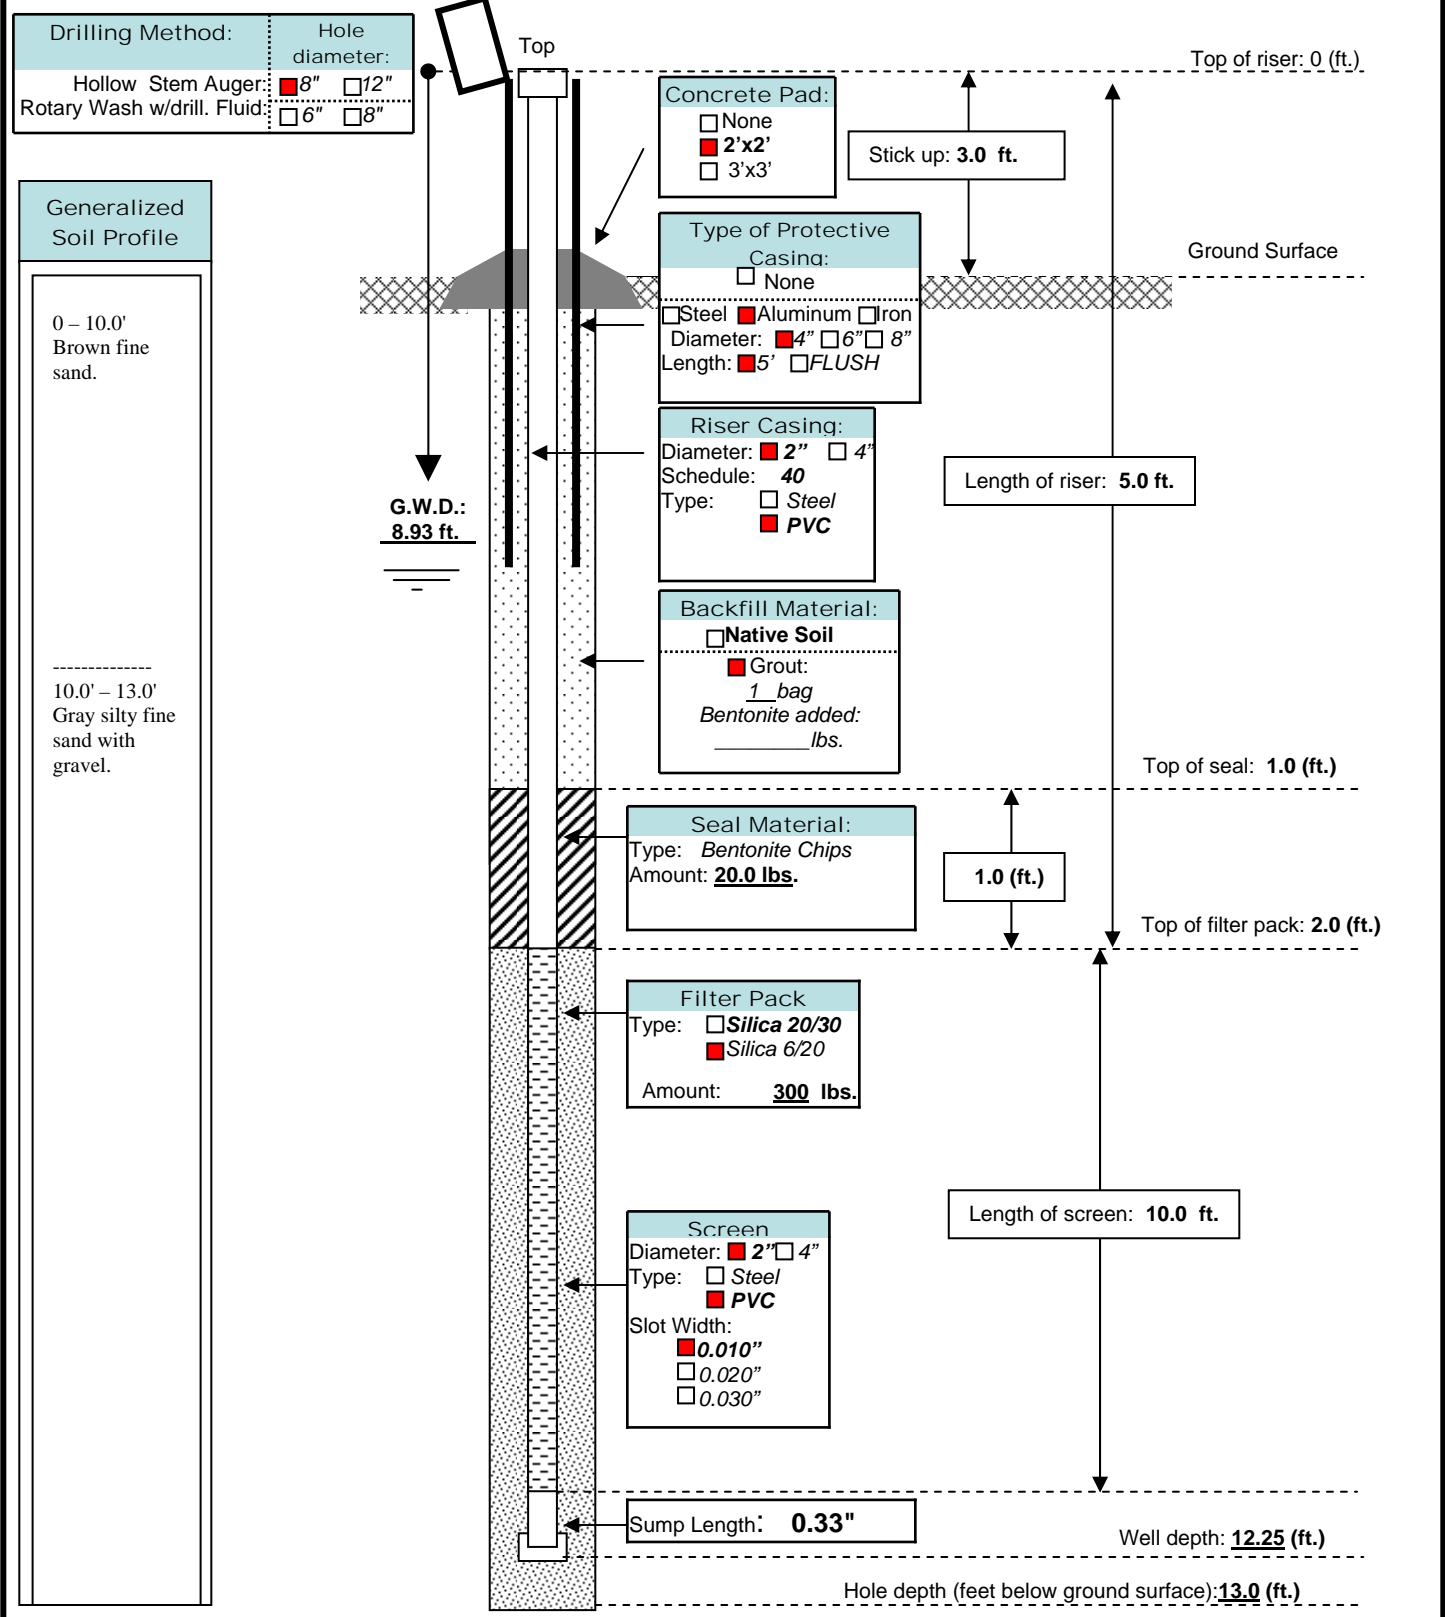 Drilling Method:
Hole
diameter:
Hollow Stem Auger: 8" 12"
Rotary Wash w/drill. Fluid: 6" 8"
Top
Top of riser: 0 (ft.)
Concrete Pad:
None
2’x2’
3’x3’
Stick up: 3.0 ft.
Generalized
Soil Profile
Type of Protective
Casing:
None
Steel Aluminum Iron
Diameter: 4” 6” 8”
Length: 5’ FLUSH
Ground Surface
0 – 10.0'
Brown fine
sand.
Riser Casing:
Diameter: 2” 4”
Schedule: 40
Type: Steel
PVC
Length of riser: 5.0 ft.
G.W.D.:
8.93 ft.
Backfill Material:
Native Soil
Grout:
1 bag
Bentonite added:
_________lbs.
--------------
10.0' – 13.0'
Gray silty fine
sand with
gravel.
Top of seal: 1.0 (ft.)
Seal Material:
Type: Bentonite Chips
Amount: 20.0 lbs.
1.0 (ft.)
Top of filter pack: 2.0 (ft.)
Filter Pack
Type: Silica 20/30
Silica 6/20
Amount: 300 lbs.
Length of screen: 10.0 ft.
Screen
Diameter: 2” 4”
Type: Steel
PVC
Slot Width:
0.010”
0.020”
0.030”
Sump Length: 0.33"
Well depth: 12.25 (ft.)
Hole depth (feet below ground surface):13.0 (ft.)